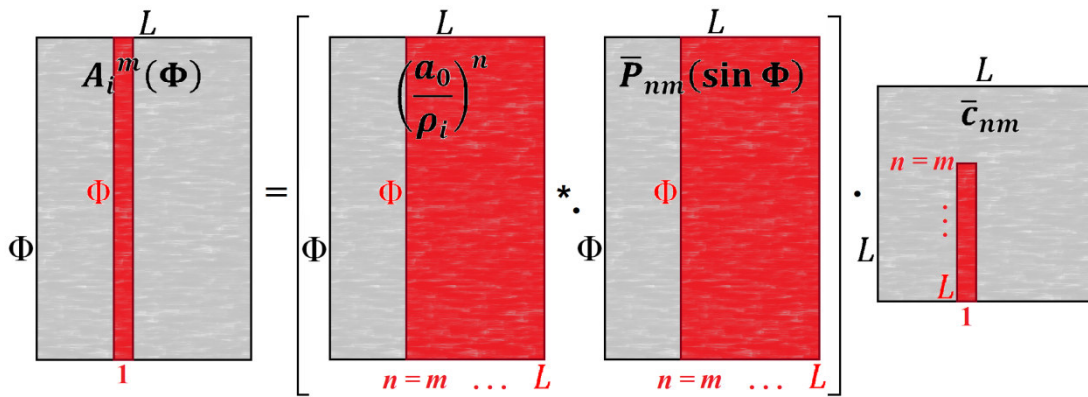 L L L
A_i^m(Φ) = [ (a_0/ρ_i)^n *. P̅_nm(sin Φ) ] · c̅_nm
L
n = m
Φ Φ Φ
⋮
Φ Φ Φ L
L
1
1 n = m ... L n = m ... L